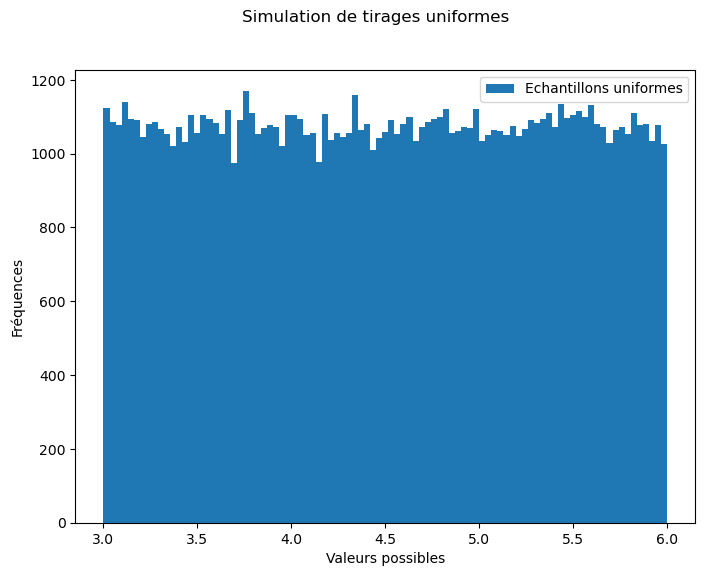 Simulation de tirages uniformes
Echantillons uniformes
1200
1000
800
600
400
200
0
Fréquences
3.0 3.5 4.0 4.5 5.0 5.5 6.0
Valeurs possibles